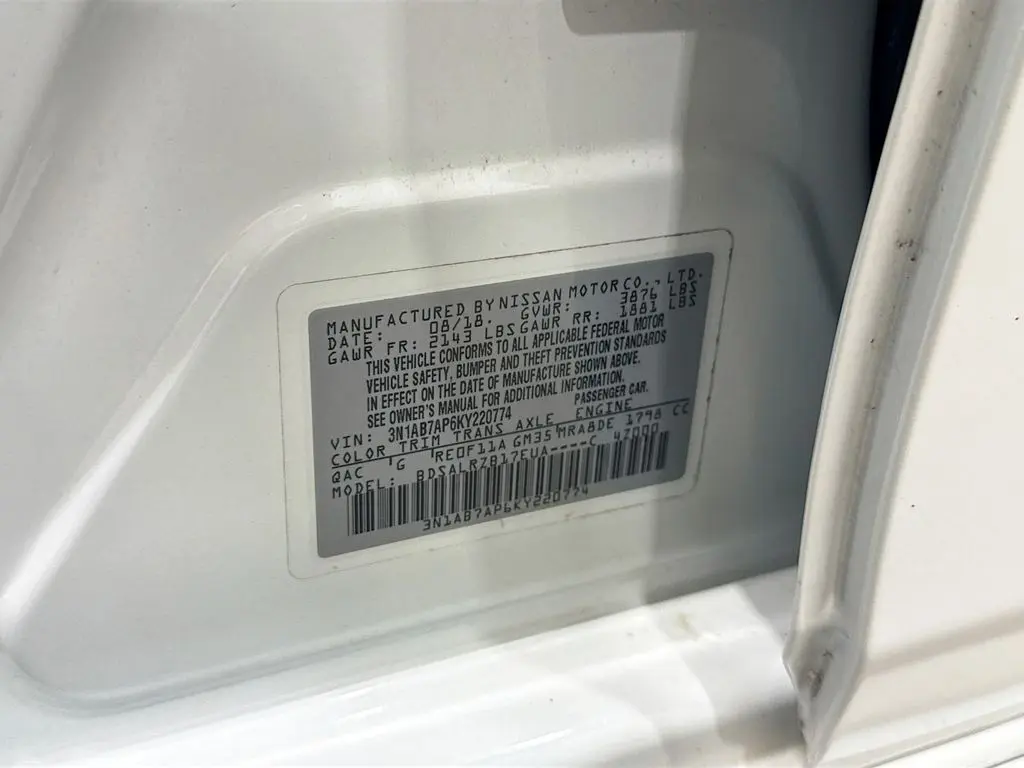 MANUFACTURED BY NISSAN MOTOR CO., LTD.
DATE: 08/18 GVWR: 3876 LBS
GAWR FR: 2143 LBS GAWR RR: 1881 LBS
THIS VEHICLE CONFORMS TO ALL APPLICABLE FEDERAL MOTOR
VEHICLE SAFETY, BUMPER AND THEFT PREVENTION STANDARDS
IN EFFECT ON THE DATE OF MANUFACTURE SHOWN ABOVE.
SEE OWNER'S MANUAL FOR ADDITIONAL INFORMATION.
VIN: 3N1AB7AP6KY220774 PASSENGER CAR.
COLOR TRIM TRANS AXLE ENGINE
QAC G RE0F11A GM35 MRA8DE 1798 CC
MODEL: BDSALRZB17EUA----C 4Z000
3N1AB7AP6KY220774